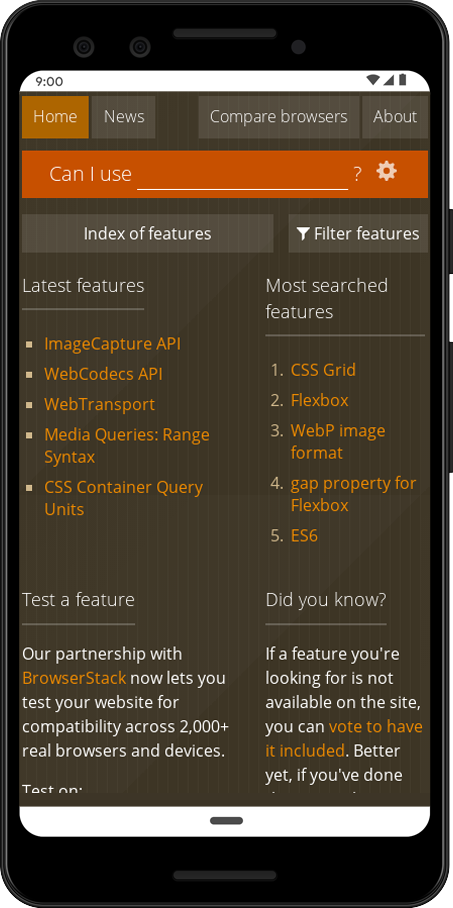 9:00
Home News Compare browsers About
Can I use ?
Index of features Filter features
Latest features
ImageCapture API
WebCodecs API
WebTransport
Media Queries: Range
Syntax
CSS Container Query
Units
Most searched
features
1. CSS Grid
2. Flexbox
3. WebP image
format
4. gap property for
Flexbox
5. ES6
Test a feature
Our partnership with
BrowserStack now lets you
test your website for
compatibility across 2,000+
real browsers and devices.
Test on:
Did you know?
If a feature you're
looking for is not
available on the site,
you can vote to have
it included. Better
yet, if you've done